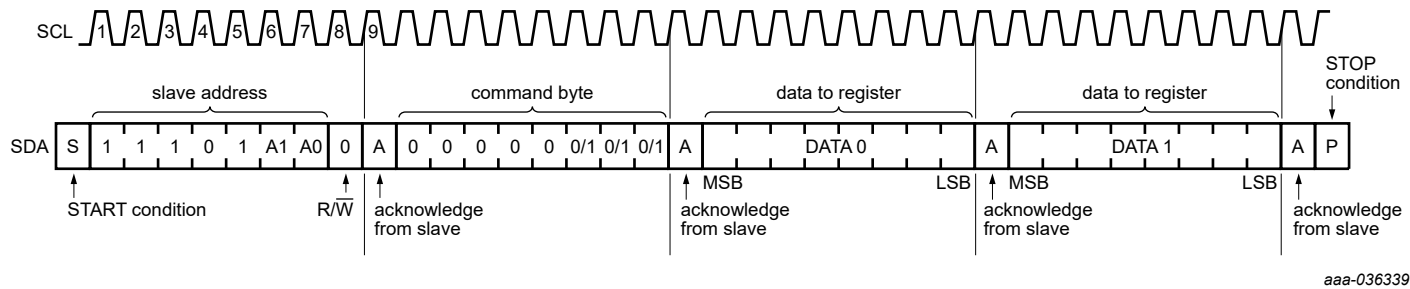 SCL 1 2 3 4 5 6 7 8 9
STOP
condition
slave address command byte data to register data to register
SDA S 1 1 1 0 1 A1 A0 0 A 0 0 0 0 0 0/1 0/1 0/1 A DATA 0 A DATA 1 A P
MSB LSB MSB LSB
START condition R/W̅ acknowledge acknowledge acknowledge acknowledge
from slave from slave from slave from slave
aaa-036339